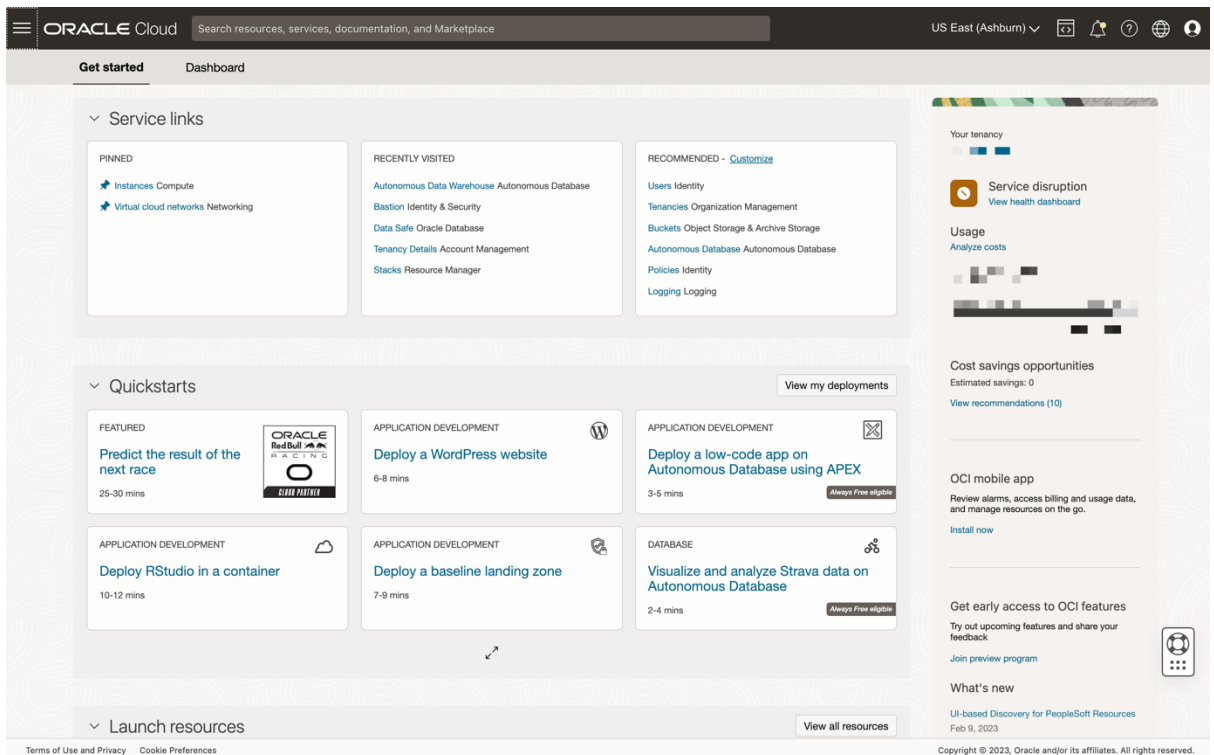 ORACLE Cloud
Search resources, services, documentation, and Marketplace
US East (Ashburn)
Get started
Dashboard
Service links
PINNED
Instances Compute
Virtual cloud networks Networking
RECENTLY VISITED
Autonomous Data Warehouse Autonomous Database
Bastion Identity & Security
Data Safe Oracle Database
Tenancy Details Account Management
Stacks Resource Manager
RECOMMENDED - Customize
Users Identity
Tenancies Organization Management
Buckets Object Storage & Archive Storage
Autonomous Database Autonomous Database
Policies Identity
Logging Logging
Quickstarts
View my deployments
FEATURED
Predict the result of the
next race
25-30 mins
ORACLE
Red Bull
RACING
CLOUD PARTNER
APPLICATION DEVELOPMENT
Deploy a WordPress website
6-8 mins
APPLICATION DEVELOPMENT
Deploy a low-code app on
Autonomous Database using APEX
3-5 mins
Always Free eligible
APPLICATION DEVELOPMENT
Deploy RStudio in a container
10-12 mins
APPLICATION DEVELOPMENT
Deploy a baseline landing zone
7-9 mins
DATABASE
Visualize and analyze Strava data on
Autonomous Database
2-4 mins
Always Free eligible
Launch resources
View all resources
Your tenancy
Service disruption
View health dashboard
Usage
Analyze costs
Cost savings opportunities
Estimated savings: 0
View recommendations (10)
OCI mobile app
Review alarms, access billing and usage data,
and manage resources on the go.
Install now
Get early access to OCI features
Try out upcoming features and share your
feedback
Join preview program
What's new
UI-based Discovery for PeopleSoft Resources
Feb 9, 2023
Terms of Use and Privacy
Cookie Preferences
Copyright © 2023, Oracle and/or its affiliates. All rights reserved.